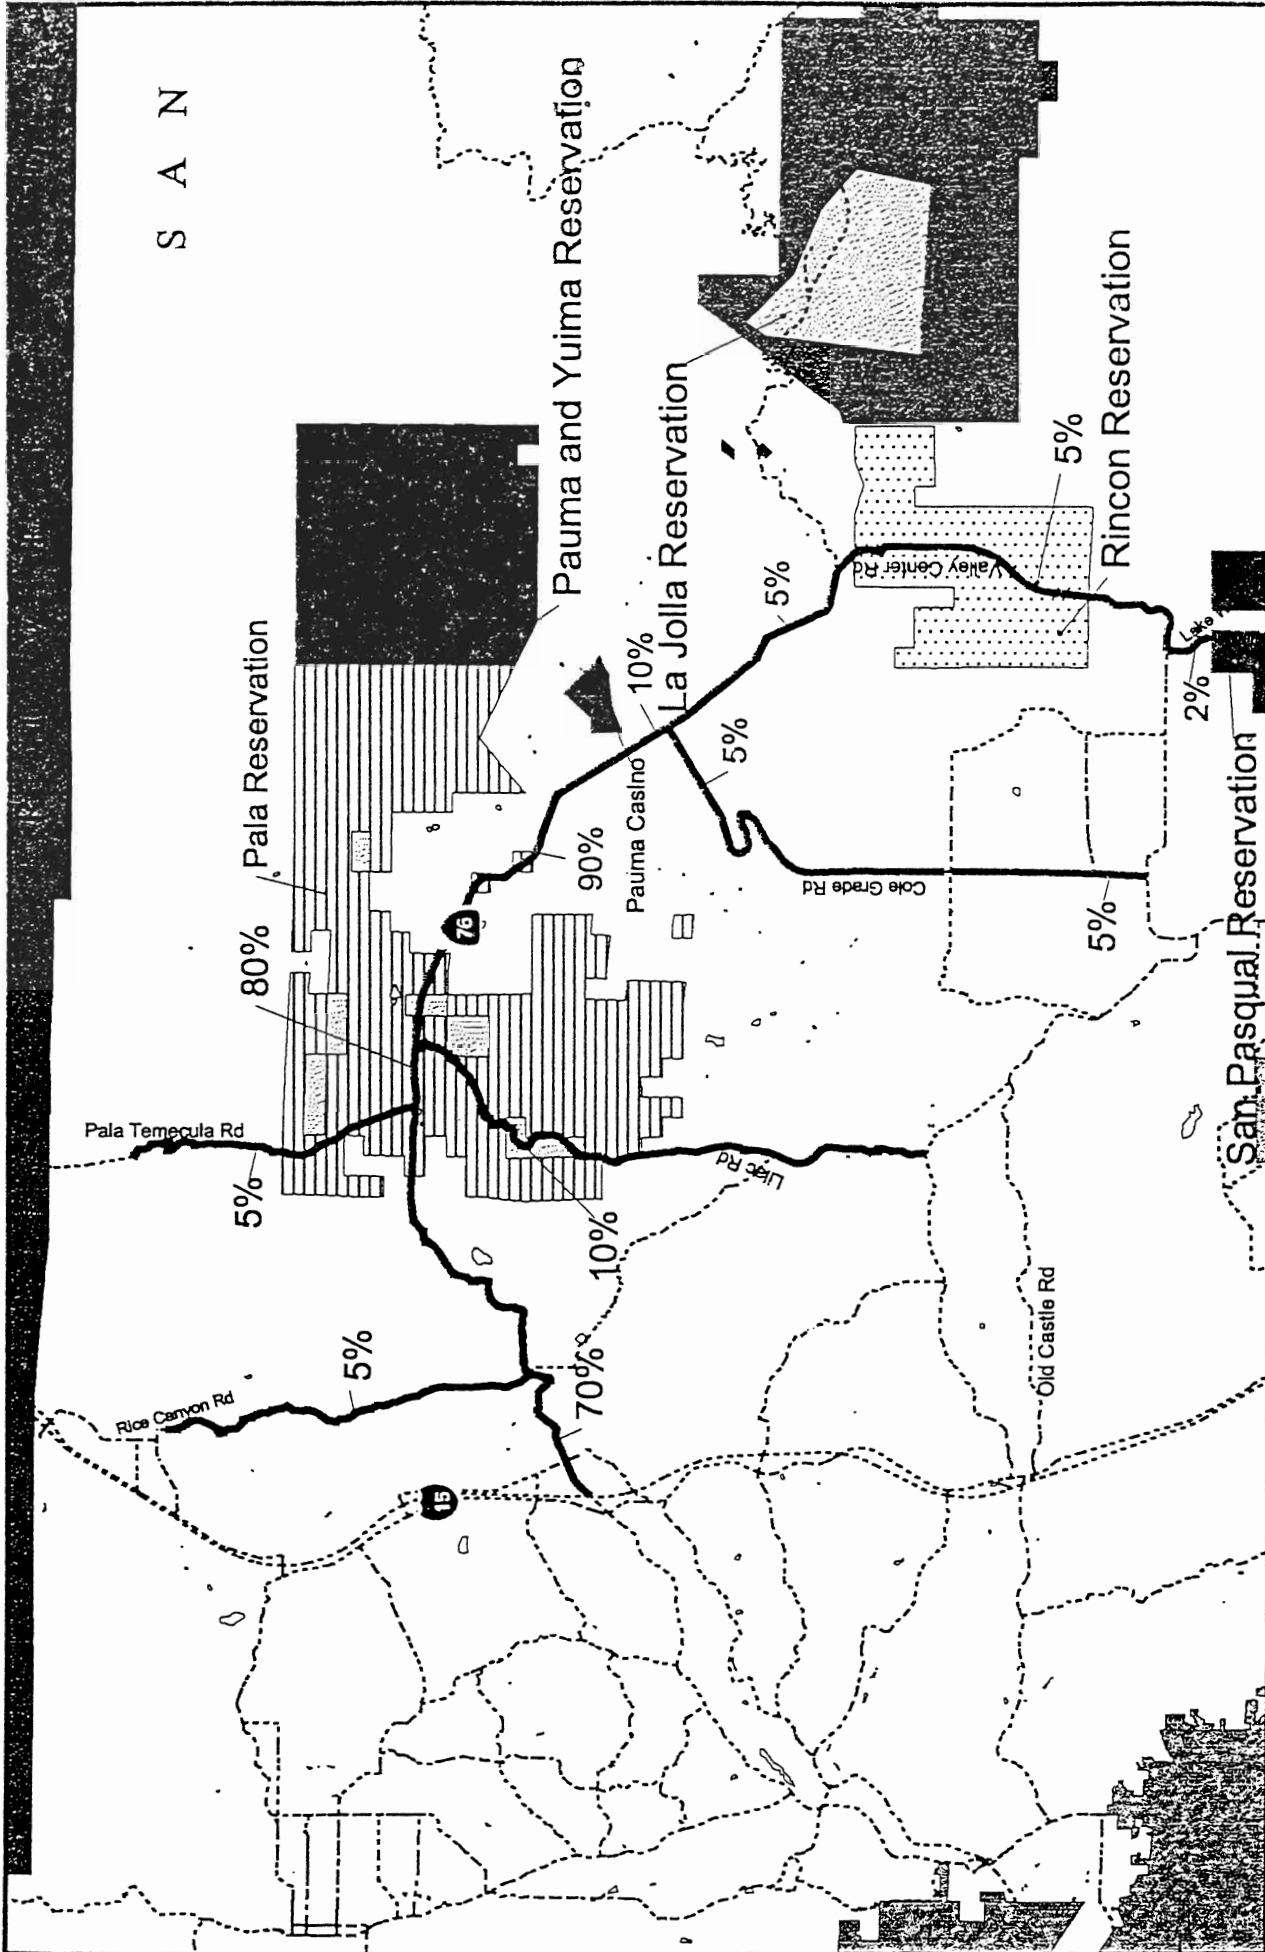 S A N
Pauma and Yuima Reservation
La Jolla Reservation
Rincon Reservation
Pala Reservation
San Pasqual Reservation
Pauma Casino
Pala Temecula Rd
Rice Canyon Rd
Lilac Rd
Old Castle Rd
Cole Grade Rd
Valley Center Rd
Lake
76
15
80%
90%
10%
5%
5%
5%
5%
2%
5%
10%
5%
70%